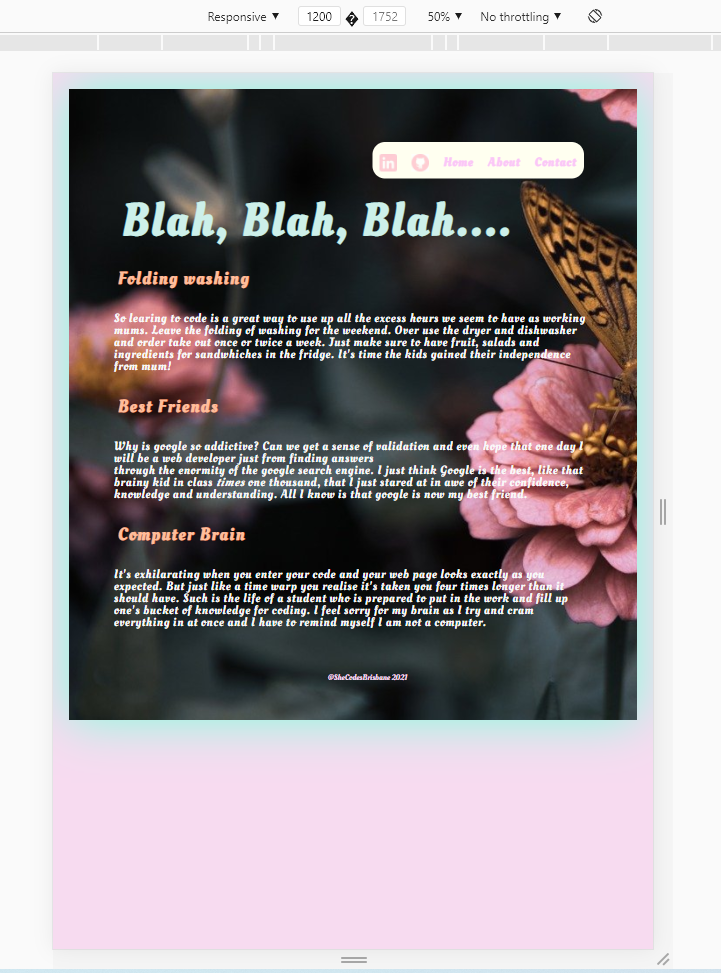 Responsive ▼ 1200 � 1752 50% ▼ No throttling ▼
in Home About Contact
Blah, Blah, Blah....
Folding washing
So learing to code is a great way to use up all the excess hours we seem to have as working
mums. Leave the folding of washing for the weekend. Over use the dryer and dishwasher
and order take out once or twice a week. Just make sure to have fruit, salads and
ingredients for sandwhiches in the fridge. It's time the kids gained their independence
from mum!
Best Friends
Why is google so addictive? Can we get a sense of validation and even hope that one day I
will be a web developer just from finding answers
through the enormity of the google search engine. I just think Google is the best, like that
brainy kid in class times one thousand, that I just stared at in awe of their confidence,
knowledge and understanding. All I know is that google is now my best friend.
Computer Brain
It's exhilarating when you enter your code and your web page looks exactly as you
expected. But just like a time warp you realise it's taken you four times longer than it
should have. Such is the life of a student who is prepared to put in the work and fill up
one's bucket of knowledge for coding. I feel sorry for my brain as I try and cram
everything in at once and I have to remind myself I am not a computer.
©SheCodesBrisbane 2021